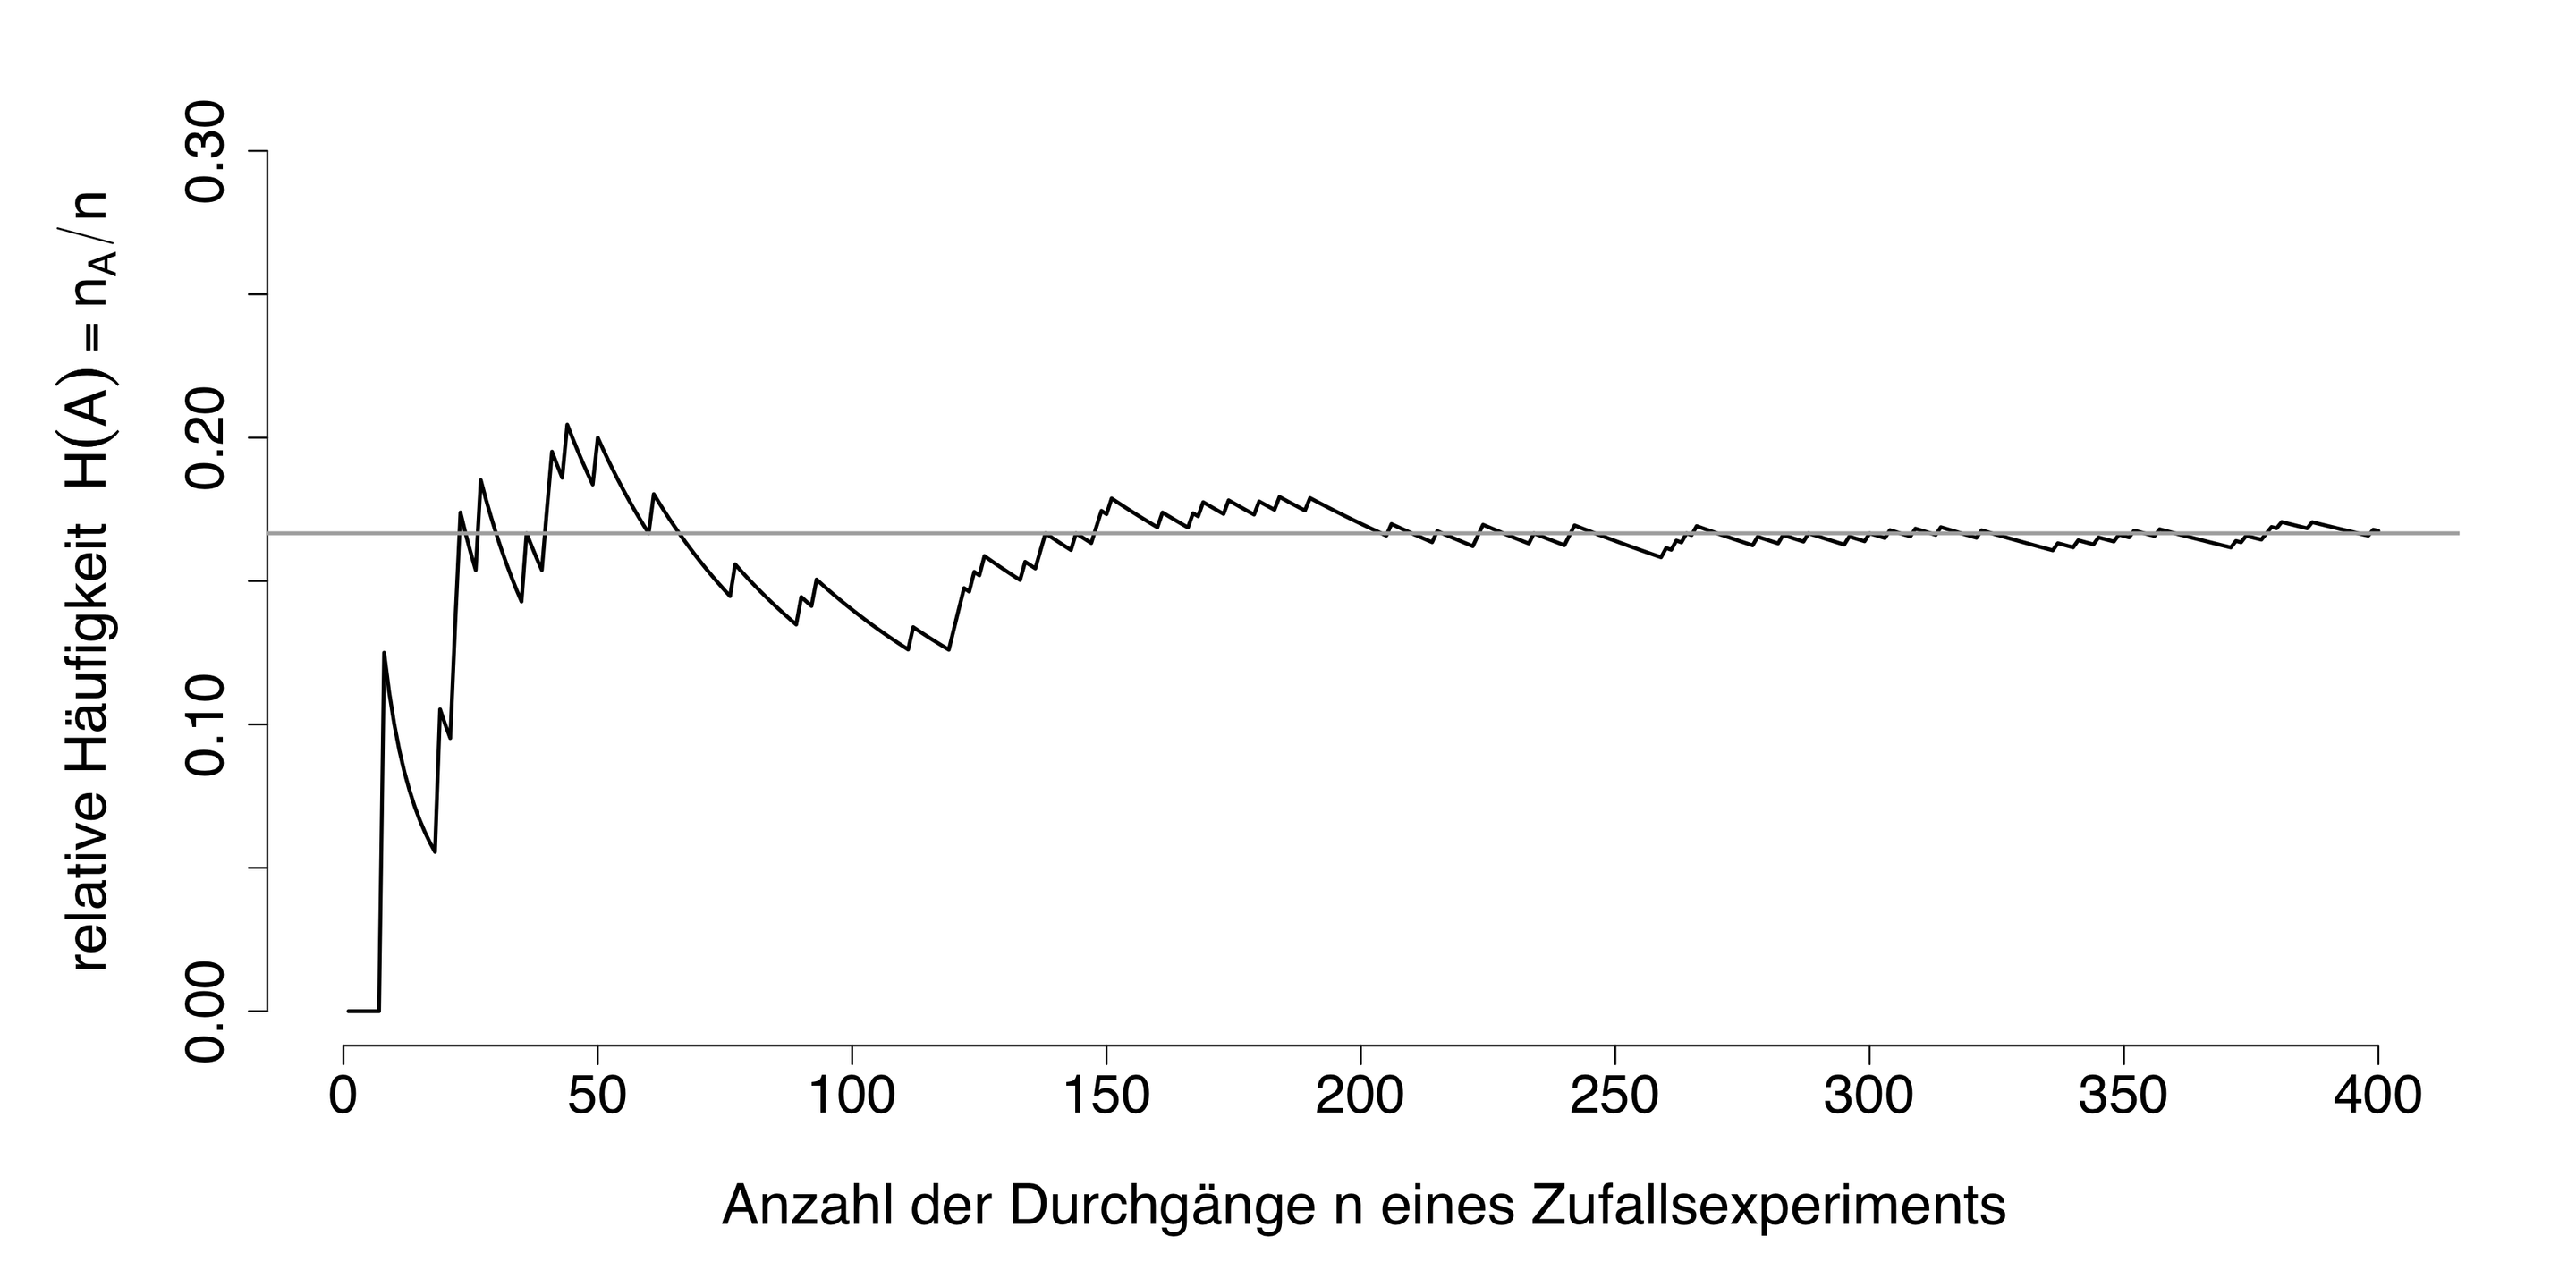 relative Häufigkeit H(A) = nA/n
0.30
0.20
0.10
0.00
0 50 100 150 200 250 300 350 400
Anzahl der Durchgänge n eines Zufallsexperiments